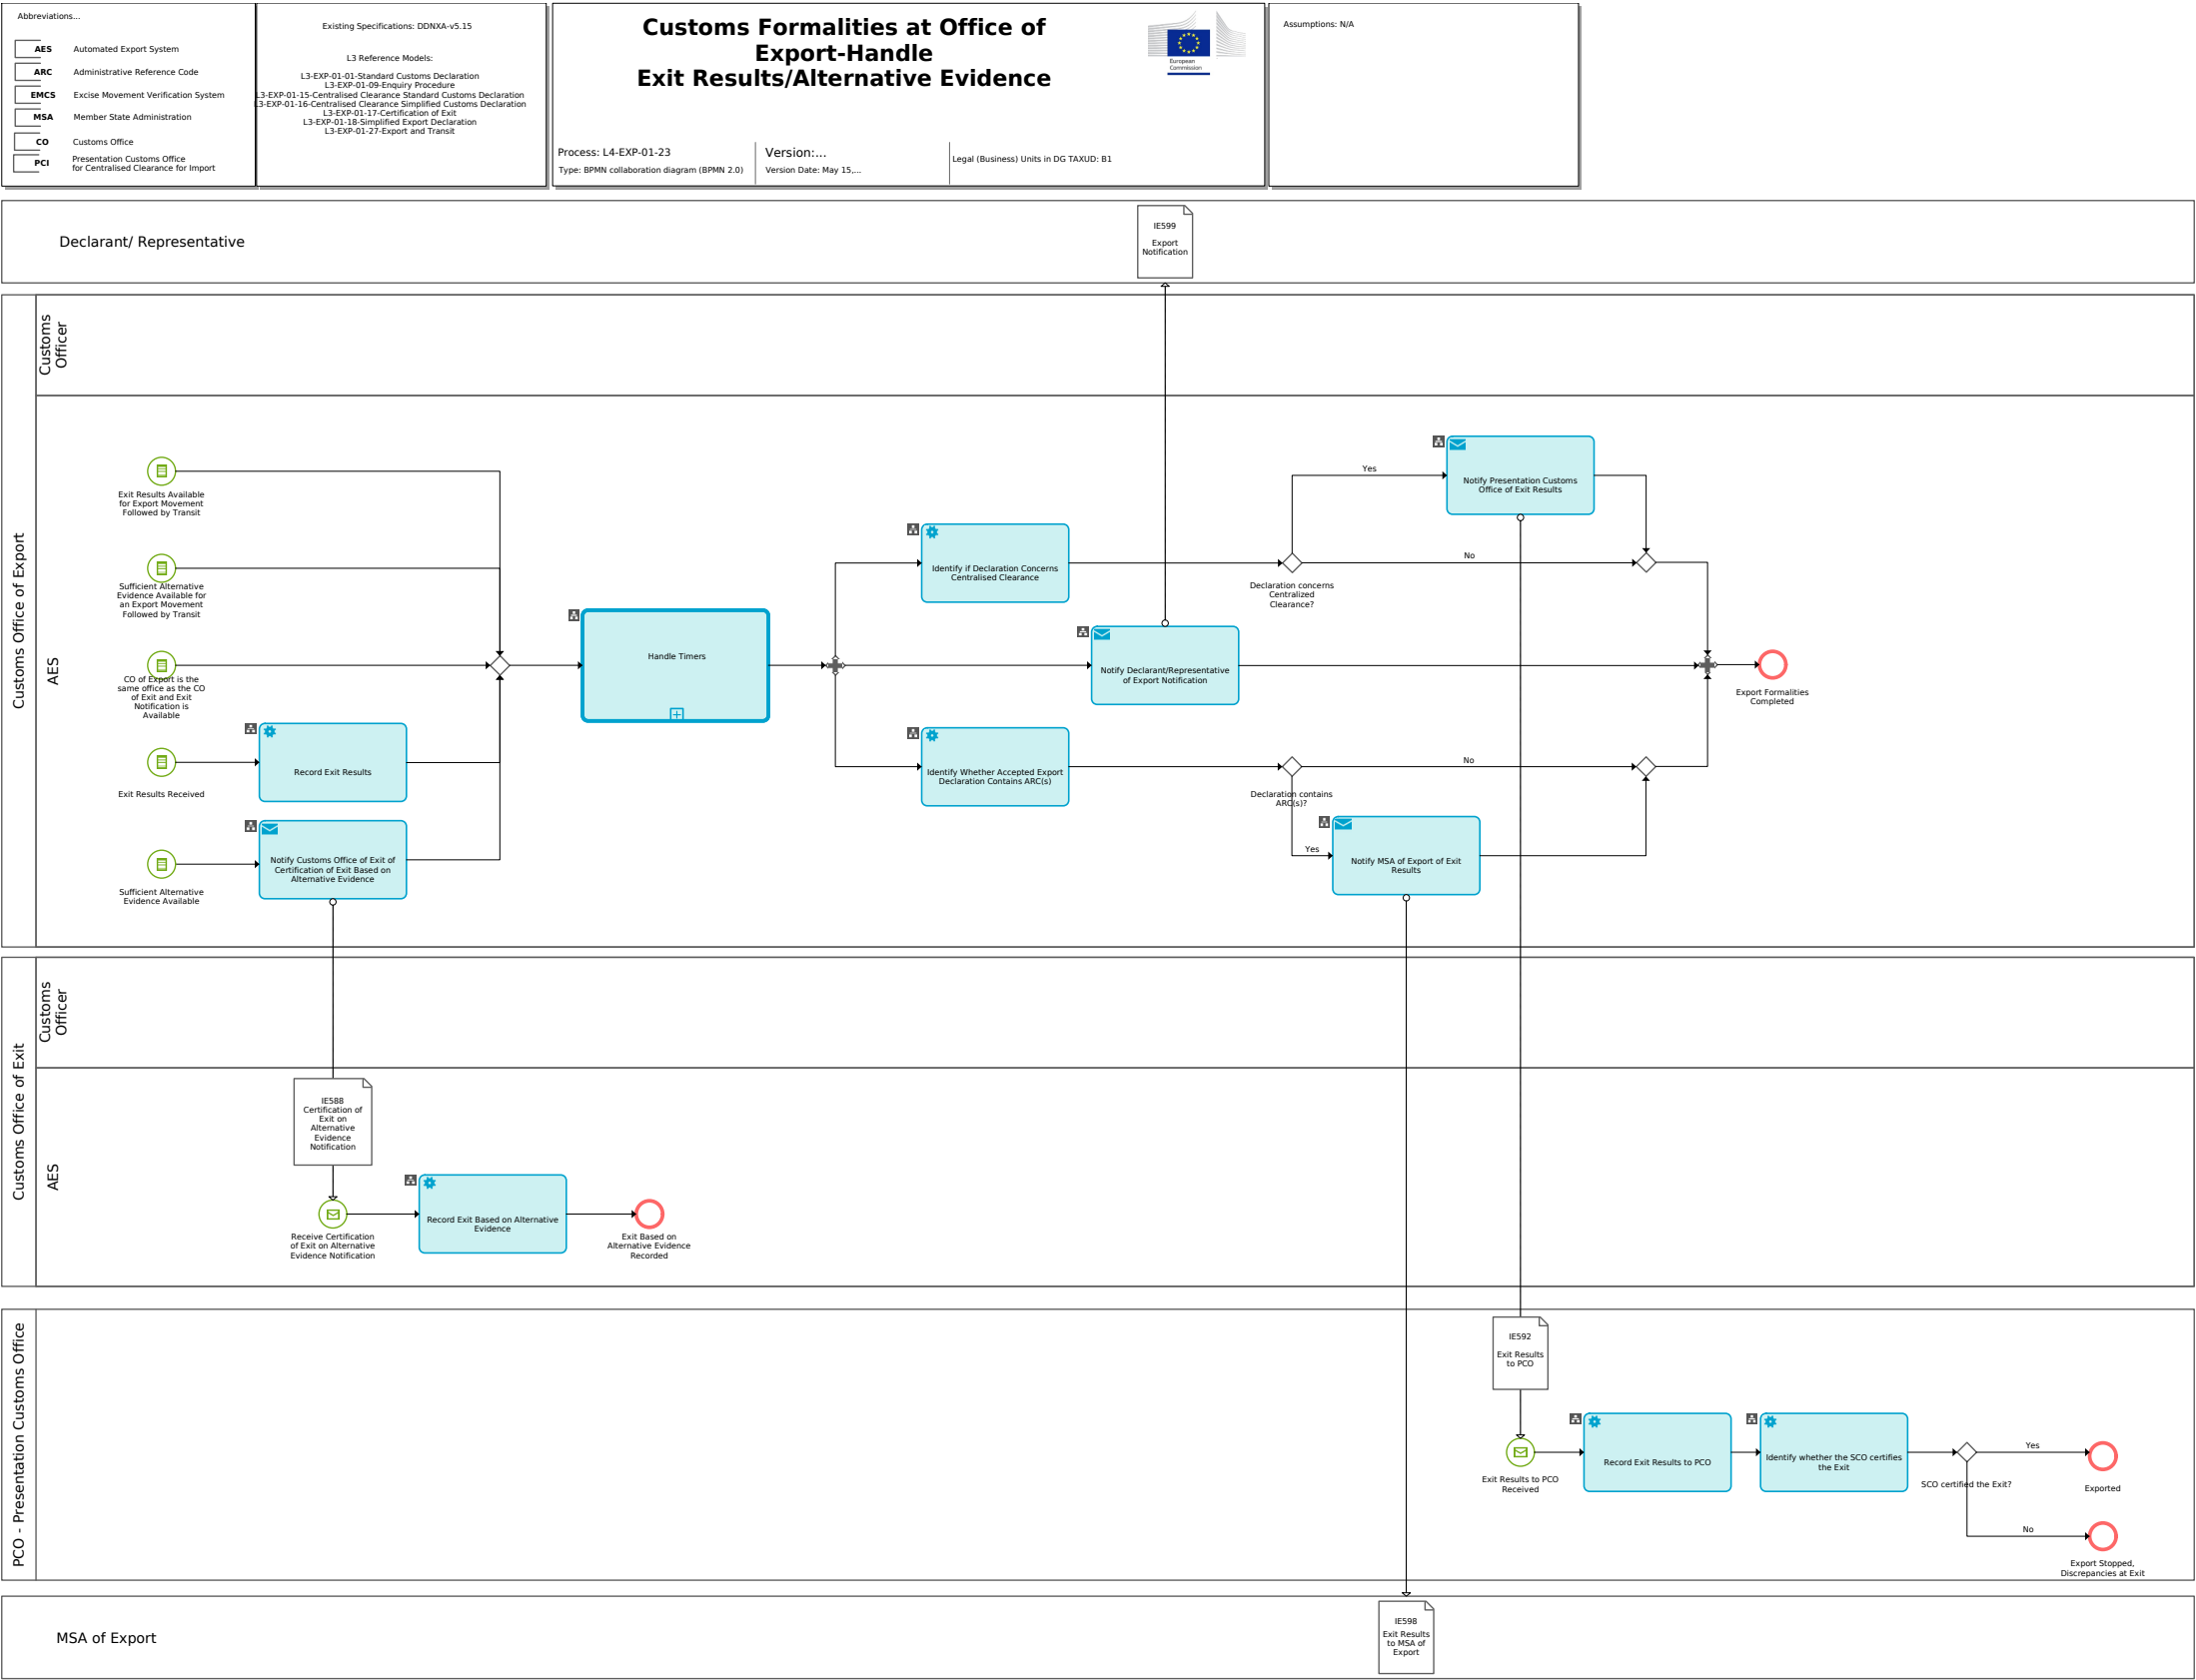 Abbreviations...
AES Automated Export System
ARC Administrative Reference Code
EMCS Excise Movement Verification System
MSA Member State Administration
CO Customs Office
PCI Presentation Customs Office
for Centralised Clearance for Import
Existing Specifications: DDNXA-v5.15
L3 Reference Models:
L3-EXP-01-01-Standard Customs Declaration
L3-EXP-01-09-Enquiry Procedure
L3-EXP-01-15-Centralised Clearance Standard Customs Declaration
L3-EXP-01-16-Centralised Clearance Simplified Customs Declaration
L3-EXP-01-17-Certification of Exit
L3-EXP-01-18-Simplified Export Declaration
L3-EXP-01-27-Export and Transit
Customs Formalities at Office of
Export-Handle
Exit Results/Alternative Evidence
European
Commission
Process: L4-EXP-01-23
Type: BPMN collaboration diagram (BPMN 2.0)
Version:...
Version Date: May 15,...
Legal (Business) Units in DG TAXUD: B1
Assumptions: N/A
Declarant/ Representative
IE599
Export
Notification
Customs Office of Export
Customs
Officer
AES
Exit Results Available
for Export Movement
Followed by Transit
Sufficient Alternative
Evidence Available for
an Export Movement
Followed by Transit
CO of Export is the
same office as the CO
of Exit and Exit
Notification is
Available
Exit Results Received
Record Exit Results
Sufficient Alternative
Evidence Available
Notify Customs Office of Exit of
Certification of Exit Based on
Alternative Evidence
Handle Timers
Identify if Declaration Concerns
Centralised Clearance
Notify Declarant/Representative
of Export Notification
Identify Whether Accepted Export
Declaration Contains ARC(s)
Declaration concerns
Centralized
Clearance?
Yes
No
Notify Presentation Customs
Office of Exit Results
Declaration contains
ARC(s)?
No
Yes
Notify MSA of Export of Exit
Results
Export Formalities
Completed
Customs Office of Exit
Customs
Officer
AES
IE588
Certification of
Exit on
Alternative
Evidence
Notification
Receive Certification
of Exit on Alternative
Evidence Notification
Record Exit Based on Alternative
Evidence
Exit Based on
Alternative Evidence
Recorded
PCO - Presentation Customs Office
IE592
Exit Results
to PCO
Exit Results to PCO
Received
Record Exit Results to PCO
Identify whether the SCO certifies
the Exit
SCO certified the Exit?
Yes
Exported
No
Export Stopped,
Discrepancies at Exit
MSA of Export
IE598
Exit Results
to MSA of
Export